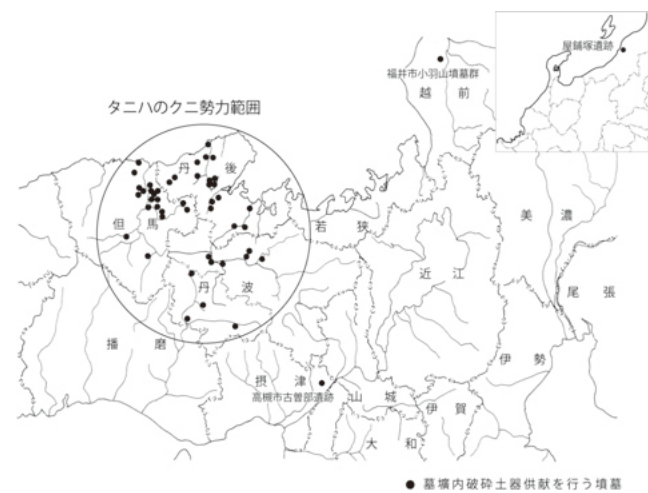 屋鋪塚遺跡
福井市小羽山墳墓群
越前
タニハのクニ勢力範囲
丹後
但馬
若狭
美濃
近江
尾張
丹波
播磨
伊勢
摂津
高槻市古曽部遺跡
山城
伊賀
大和
● 墓壙内破砕土器供献を行う墳墓